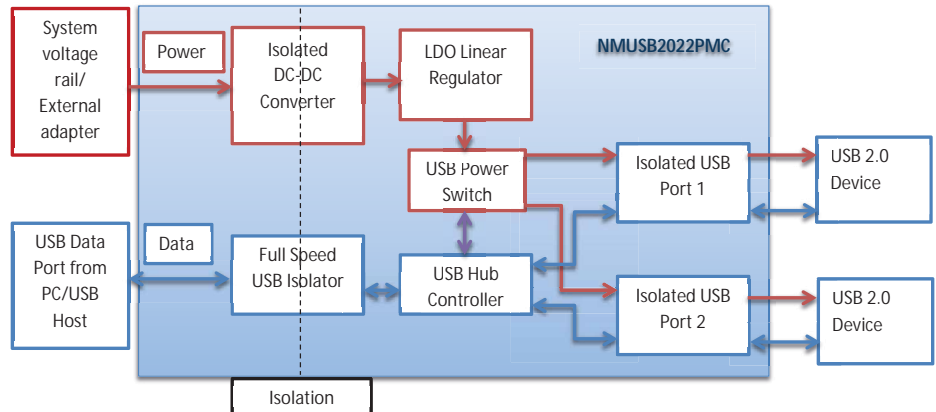 System
voltage
rail/
External
adapter
Power
Isolated
DC-DC
Converter
LDO Linear
Regulator
NMUSB2022PMC
USB Power
Switch
Isolated USB
Port 1
USB 2.0
Device
USB Data
Port from
PC/USB
Host
Data
Full Speed
USB Isolator
USB Hub
Controller
Isolated USB
Port 2
USB 2.0
Device
Isolation